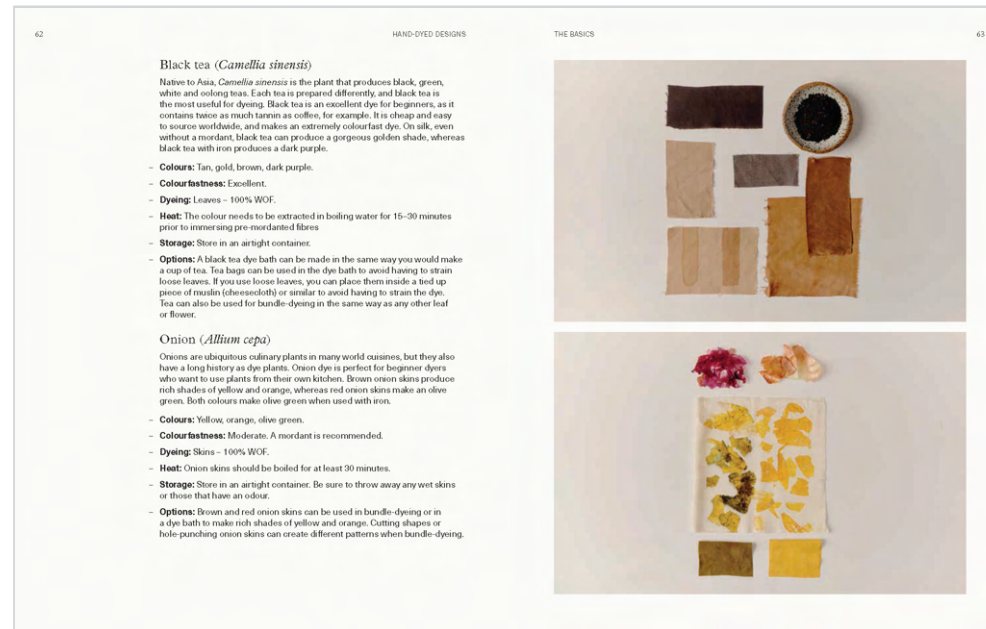 62
HAND-DYED DESIGNS
THE BASICS
63
Black tea (Camellia sinensis)
Native to Asia, Camellia sinensis is the plant that produces black, green,
white and oolong teas. Each tea is prepared differently, and black tea is
the most useful for dyeing. Black tea is an excellent dye for beginners, as it
contains twice as much tannin as coffee, for example. It is cheap and easy
to source worldwide, and makes an extremely colourfast dye. On silk, even
without a mordant, black tea can produce a gorgeous golden shade, whereas
black tea with iron produces a dark purple.
– Colours: Tan, gold, brown, dark purple.
– Colourfastness: Excellent.
– Dyeing: Leaves – 100% WOF.
– Heat: The colour needs to be extracted in boiling water for 15–30 minutes
prior to immersing pre-mordanted fibres
– Storage: Store in an airtight container.
– Options: A black tea dye bath can be made in the same way you would make
a cup of tea. Tea bags can be used in the dye bath to avoid having to strain
loose leaves. If you use loose leaves, you can place them inside a tied up
piece of muslin (cheesecloth) or similar to avoid having to strain the dye.
Tea can also be used for bundle-dyeing in the same way as any other leaf
or flower.
Onion (Allium cepa)
Onions are ubiquitous culinary plants in many world cuisines, but they also
have a long history as dye plants. Onion dye is perfect for beginner dyers
who want to use plants from their own kitchen. Brown onion skins produce
rich shades of yellow and orange, whereas red onion skins make an olive
green. Both colours make olive green when used with iron.
– Colours: Yellow, orange, olive green.
– Colourfastness: Moderate. A mordant is recommended.
– Dyeing: Skins – 100% WOF.
– Heat: Onion skins should be boiled for at least 30 minutes.
– Storage: Store in an airtight container. Be sure to throw away any wet skins
or those that have an odour.
– Options: Brown and red onion skins can be used in bundle-dyeing or in
a dye bath to make rich shades of yellow and orange. Cutting shapes or
hole-punching onion skins can create different patterns when bundle-dyeing.